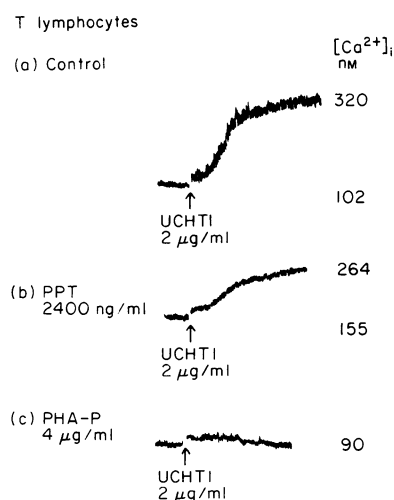 T lymphocytes
[Ca²⁺]ᵢ
nM
(a) Control
320
102
↑
UCHT1
2 μg/ml
264
(b) PPT
2400 ng/ml
155
↑
UCHT1
2 μg/ml
(c) PHA-P
4 μg/ml
90
↑
UCHT1
2 μg/ml